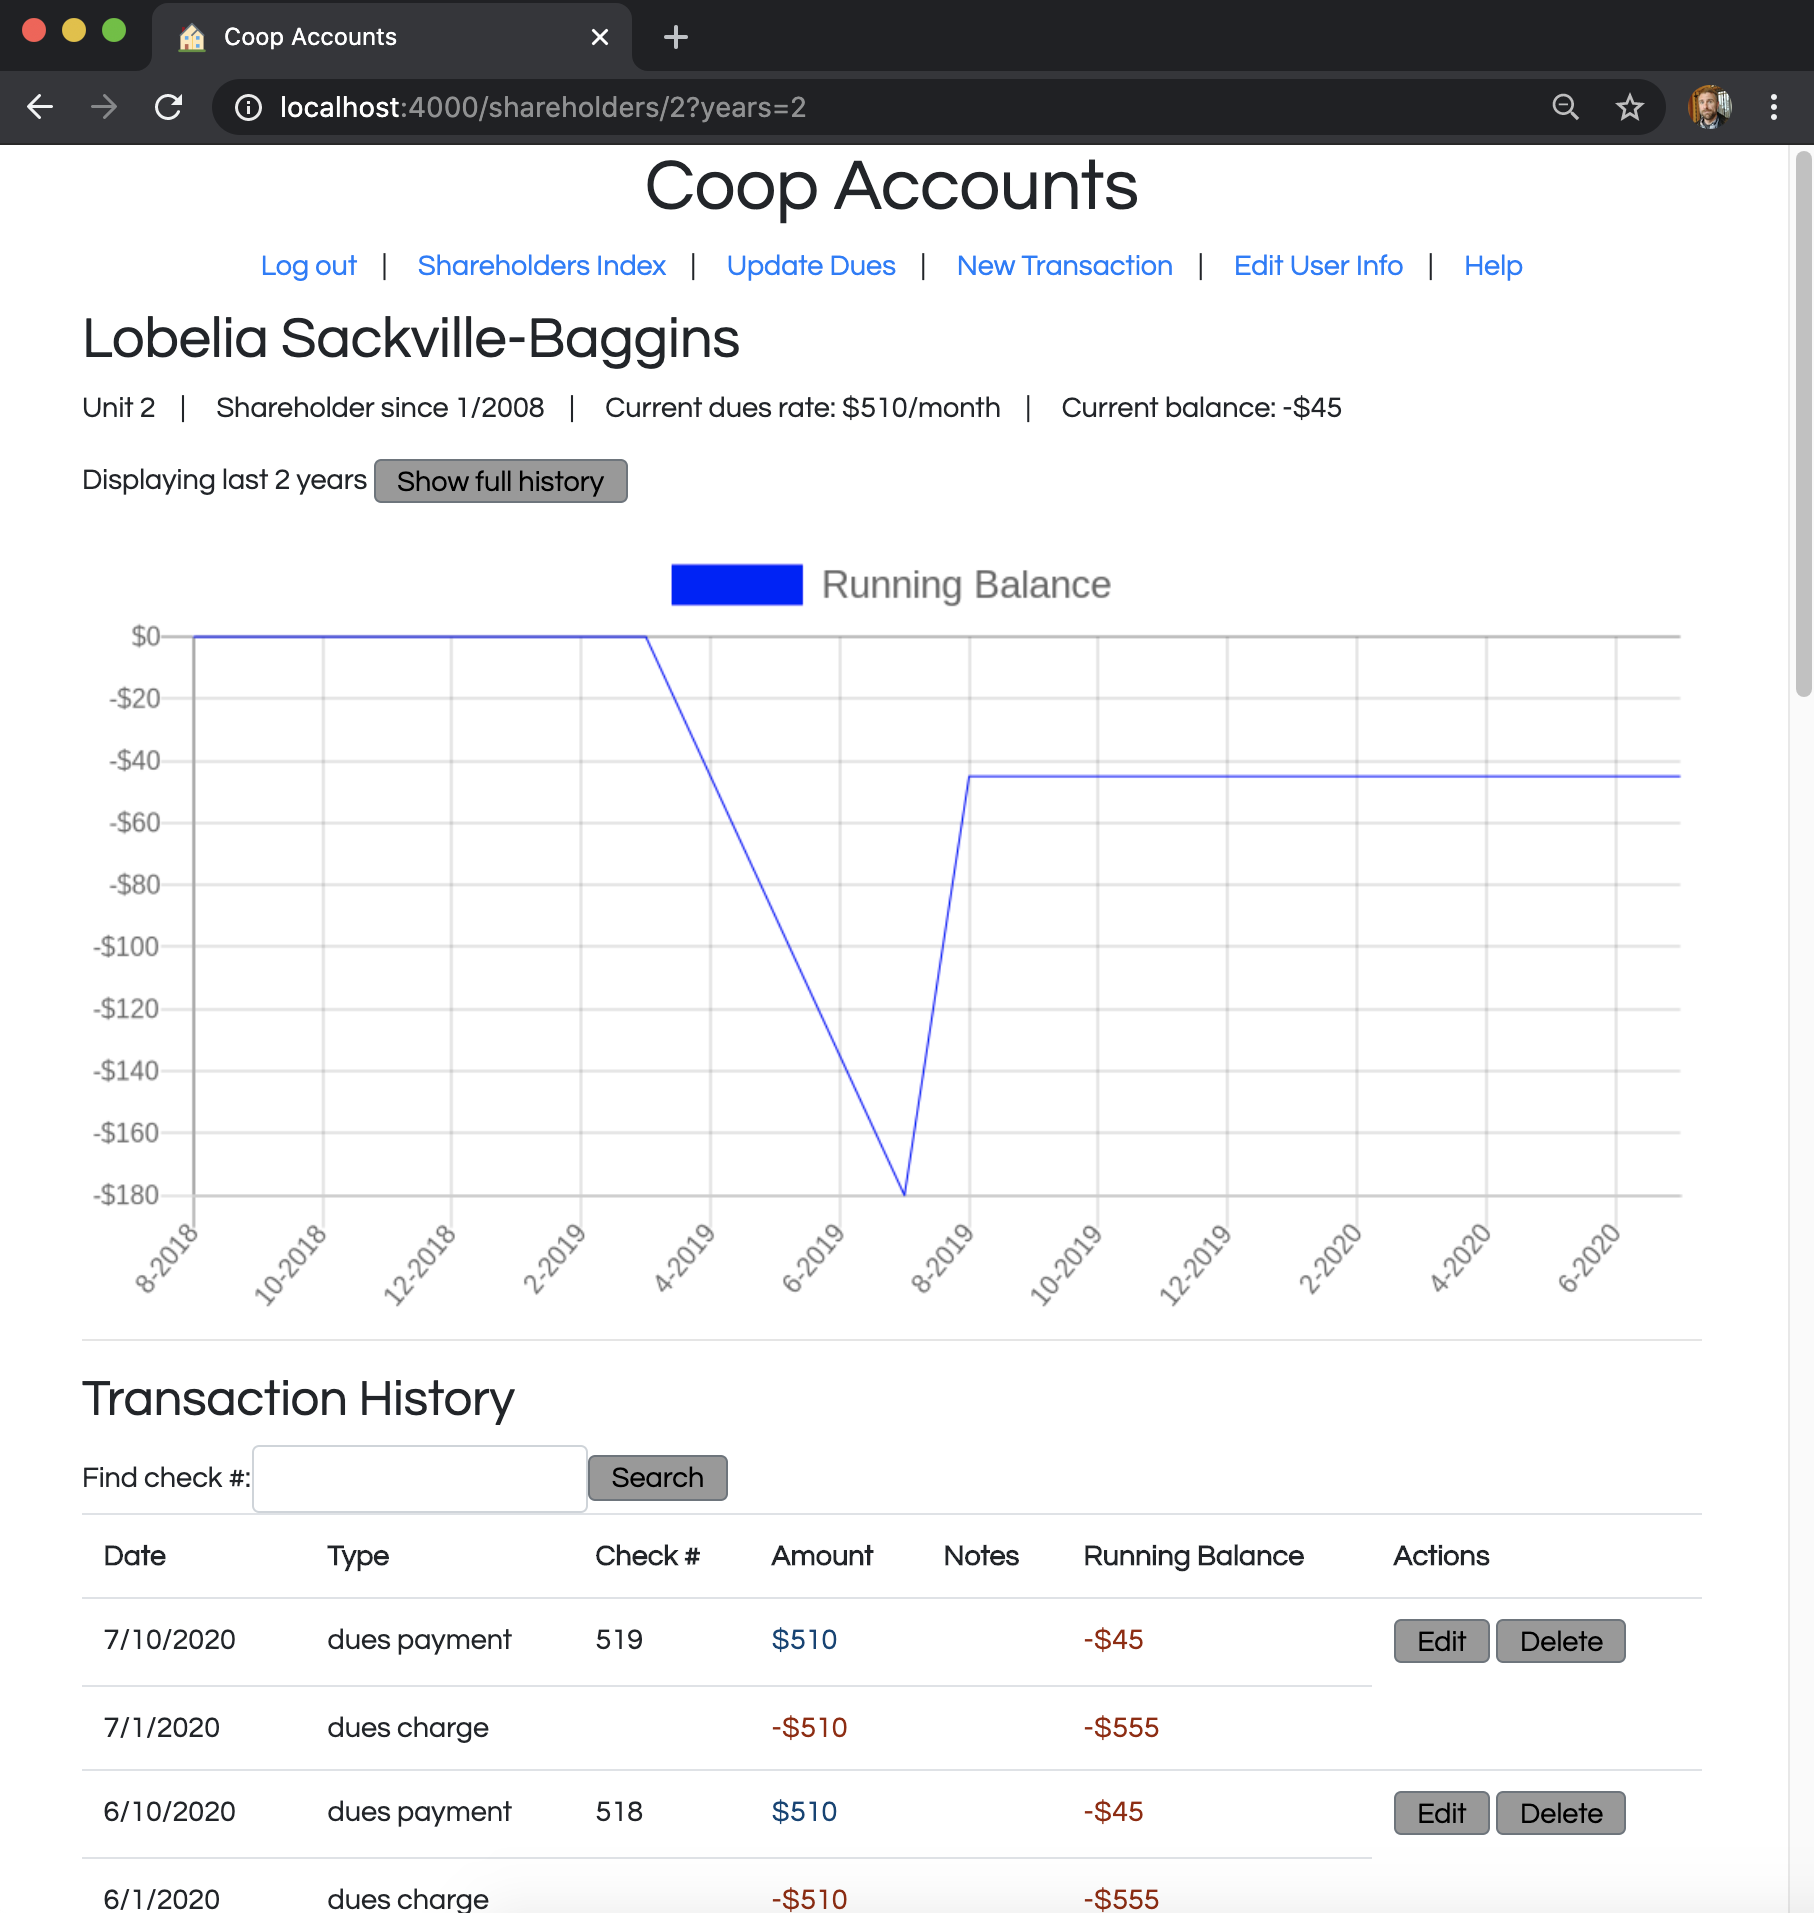 Coop Accounts
localhost:4000/shareholders/2?years=2
Coop Accounts
Log out | Shareholders Index | Update Dues | New Transaction | Edit User Info | Help
Lobelia Sackville-Baggins
Unit 2 | Shareholder since 1/2008 | Current dues rate: $510/month | Current balance: -$45
Displaying last 2 years Show full history
Running Balance
$0
-$20
-$40
-$60
-$80
-$100
-$120
-$140
-$160
-$180
8-2018 10-2018 12-2018 2-2019 4-2019 6-2019 8-2019 10-2019 12-2019 2-2020 4-2020 6-2020
Transaction History
Find check #: Search
Date Type Check # Amount Notes Running Balance Actions
7/10/2020 dues payment 519 $510 -$45 Edit Delete
7/1/2020 dues charge -$510 -$555
6/10/2020 dues payment 518 $510 -$45 Edit Delete
6/1/2020 dues charge -$510 -$555